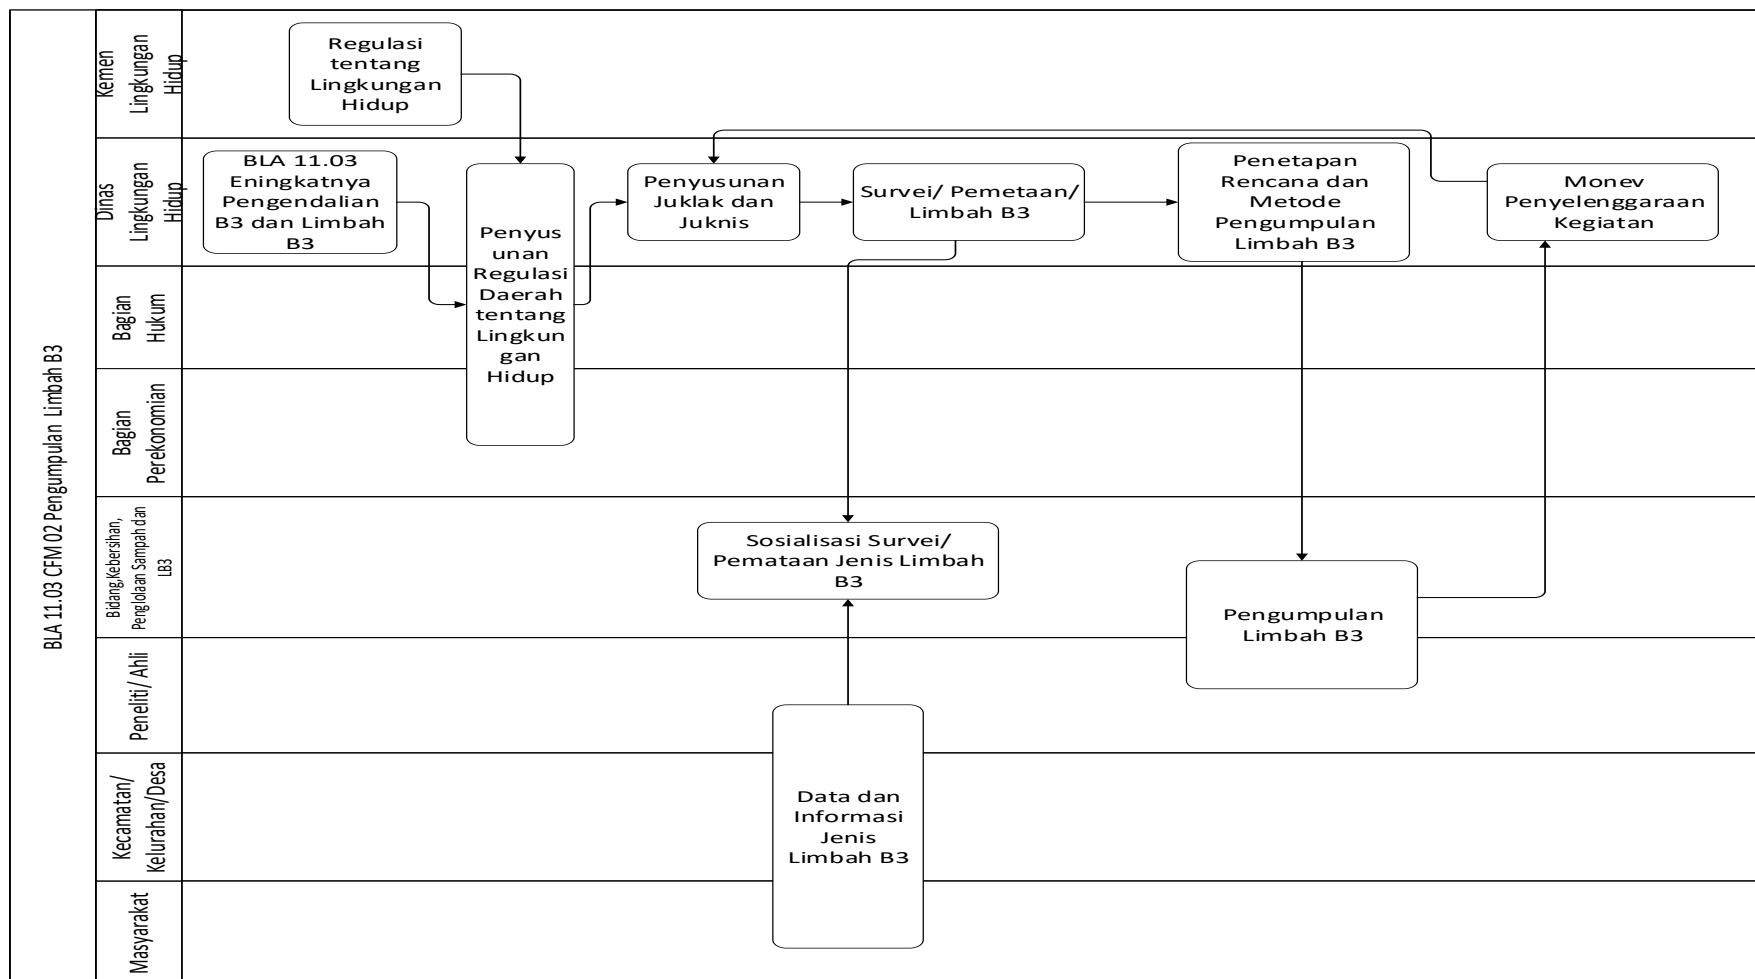 BLA 11.03 CFM 02 Pengumpulan Limbah B3
Kemen
Lingkungan
Hidup
Regulasi
tentang
Lingkungan
Hidup
Dinas
Lingkungan
Hidup
BLA 11.03
Eningkatnya
Pengendalian
B3 dan Limbah
B3
Penyus
unan
Regulasi
Daerah
tentang
Lingkun
gan
Hidup
Penyusunan
Juklak dan
Juknis
Survei/ Pemetaan/
Limbah B3
Penetapan
Rencana dan
Metode
Pengumpulan
Limbah B3
Monev
Penyelenggaraan
Kegiatan
Bagian
Hukum
Bagian
Perekonomian
Bidang,Kebersihan,
Penglolaan Sampah dan
LB3
Sosialisasi Survei/
Pemataan Jenis Limbah
B3
Pengumpulan
Limbah B3
Peneliti/ Ahli
Kecamatan/
Kelurahan/Desa
Data dan
Informasi
Jenis
Limbah B3
Masyarakat